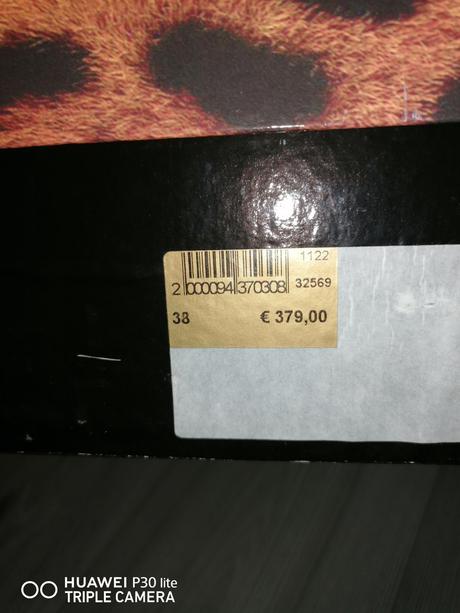 1122
2 000094 370308
32569
38
€ 379,00
HUAWEI P30 lite
TRIPLE CAMERA